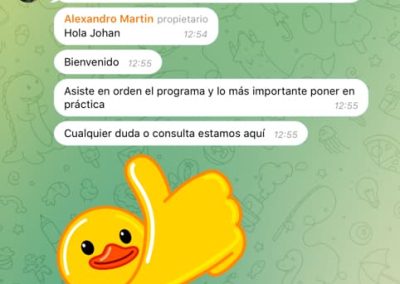 Alexandro Martin propietario
Hola Johan 12:54
Bienvenido 12:55
Asiste en orden el programa y lo más importante poner en
práctica 12:55
Cualquier duda o consulta estamos aquí 12:55